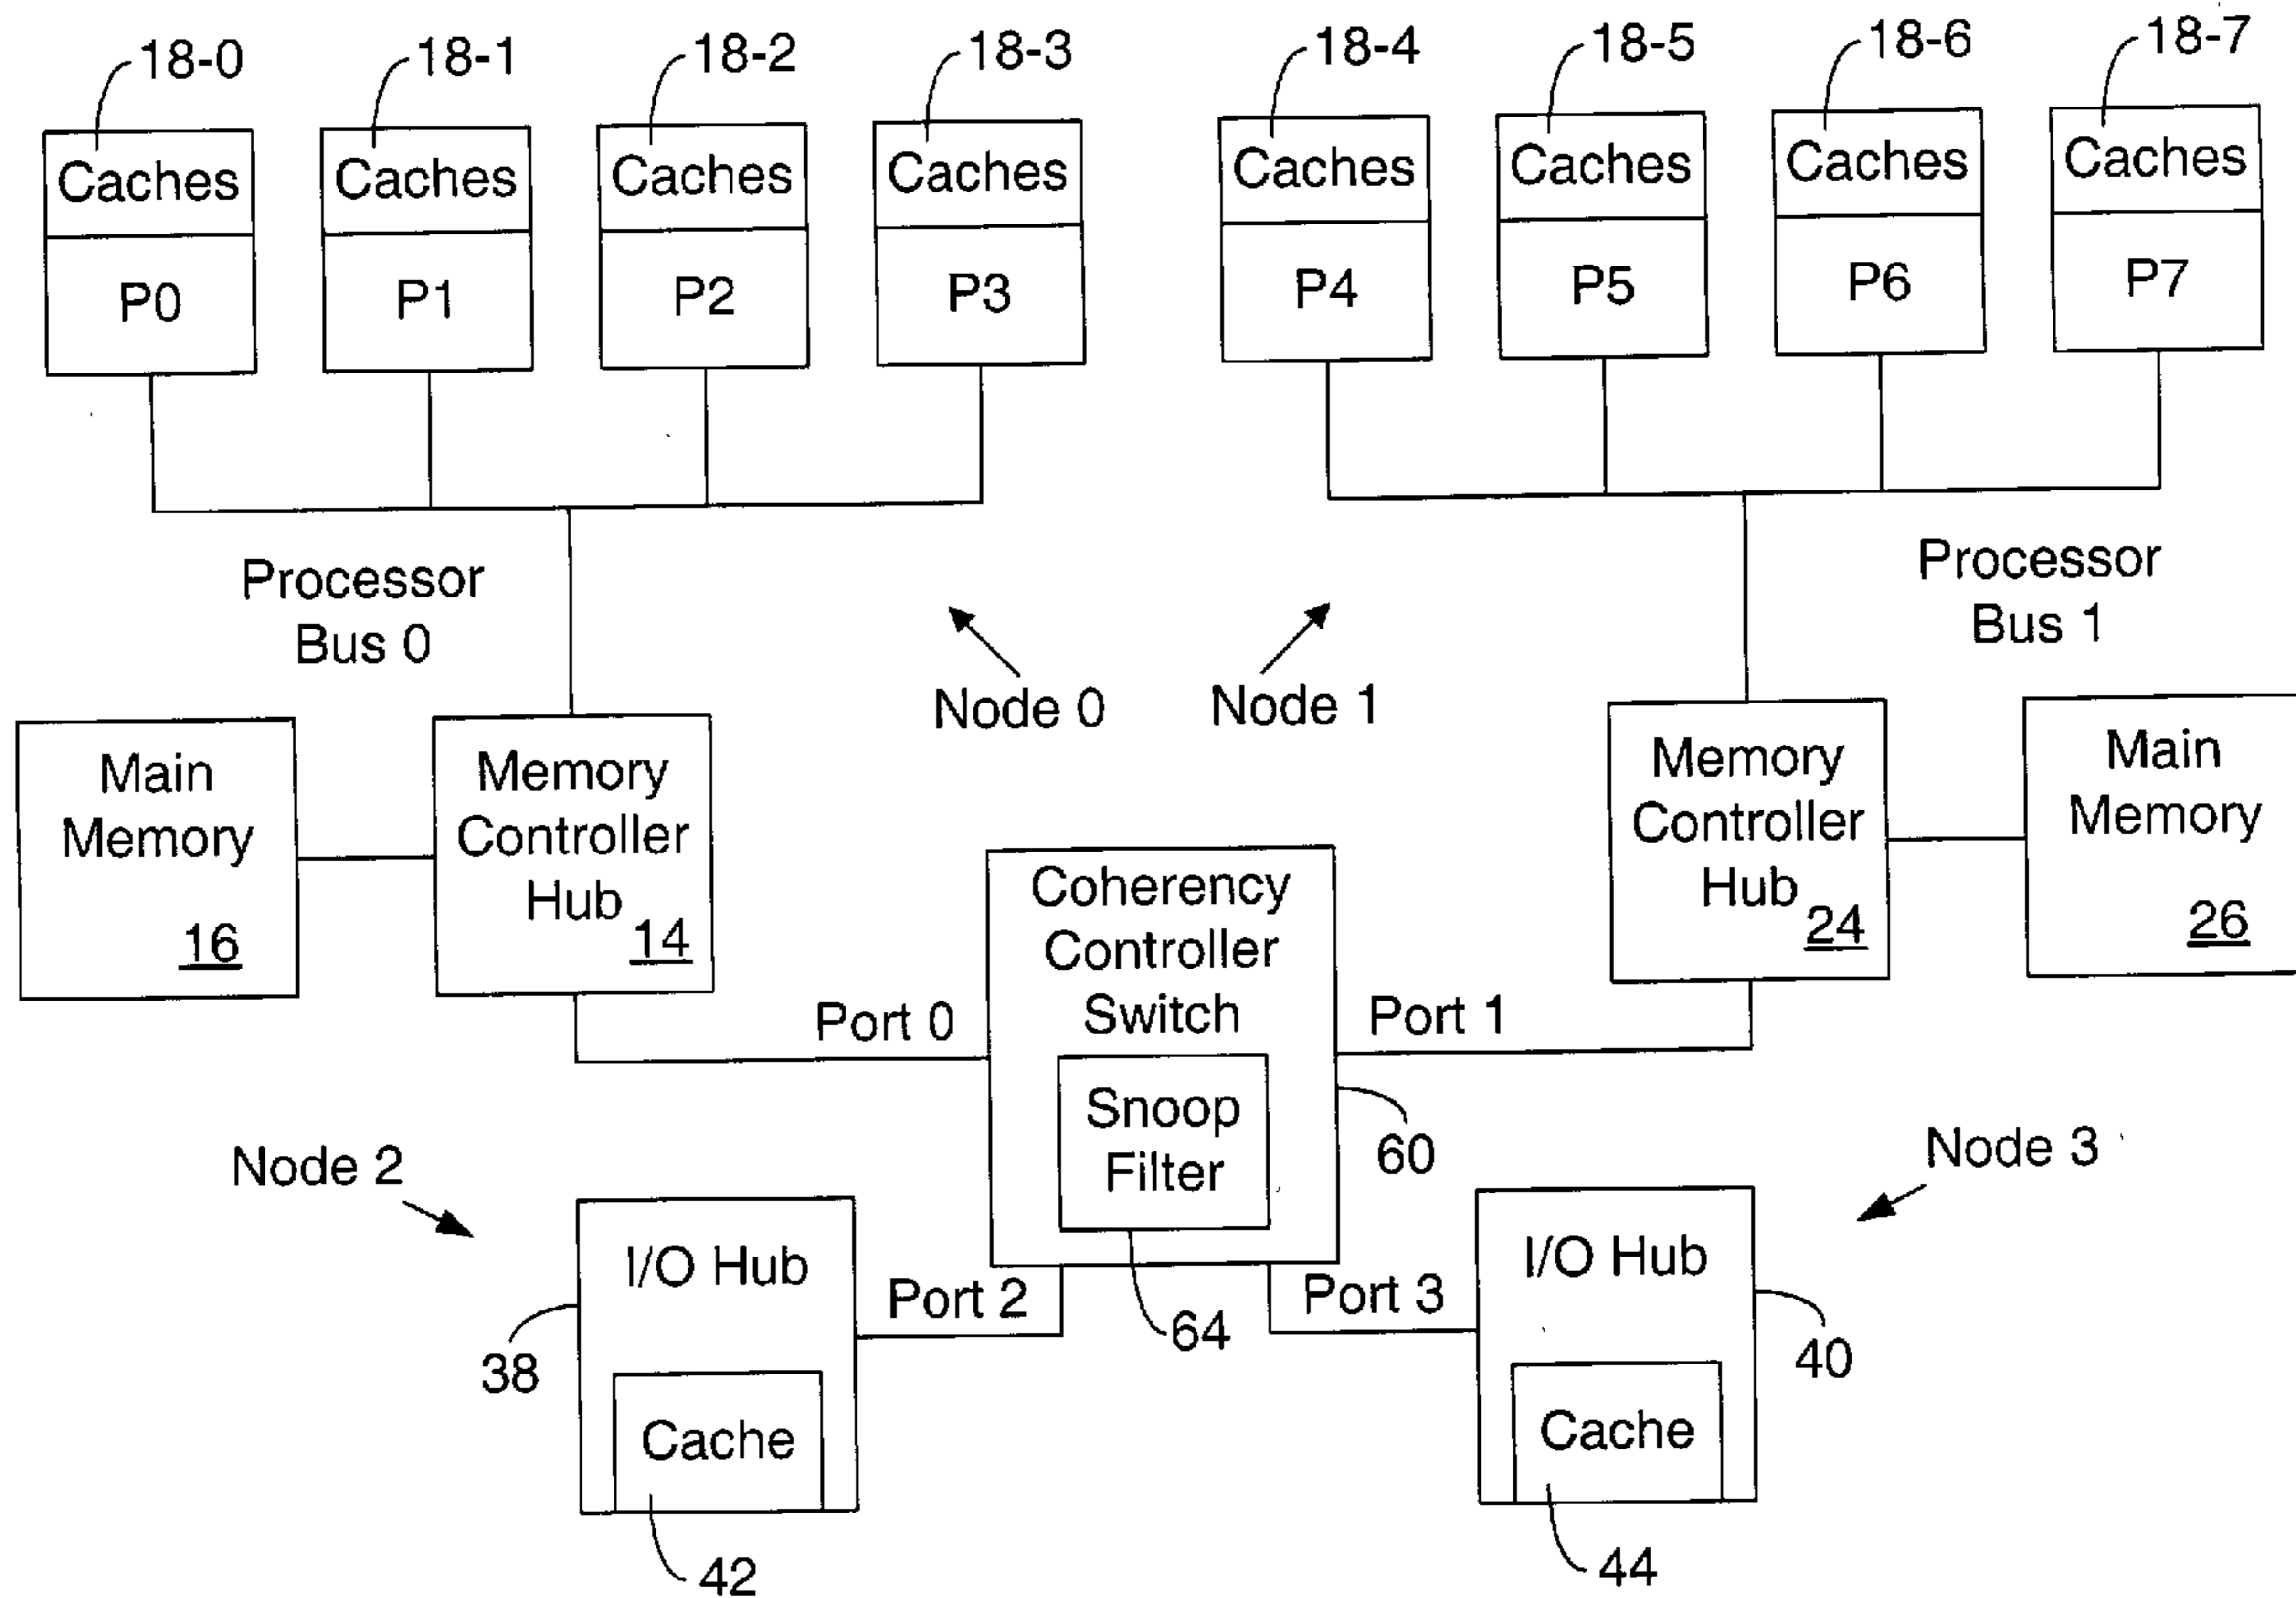 18-0
18-1
18-2
18-3
18-4
18-5
18-6
18-7
Caches
Caches
Caches
Caches
Caches
Caches
Caches
Caches
P0
P1
P2
P3
P4
P5
P6
P7
Processor
Bus 0
Processor
Bus 1
Node 0
Node 1
Main
Memory
16
Memory
Controller
Hub
14
Memory
Controller
Hub
24
Main
Memory
26
Coherency
Controller
Switch
Port 0
Port 1
Snoop
Filter
60
Node 2
Node 3
I/O Hub
I/O Hub
Port 2
Port 3
64
38
40
Cache
Cache
42
44